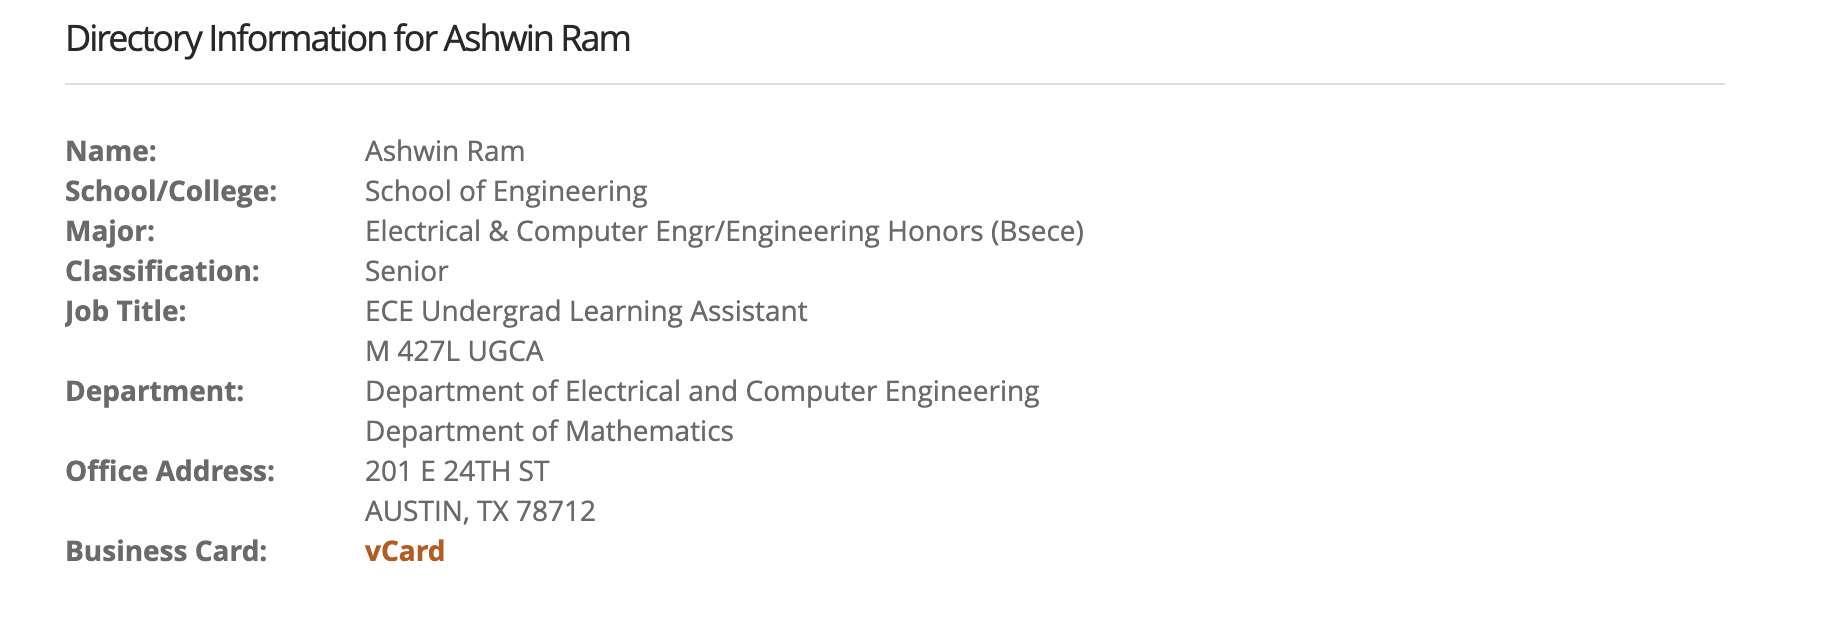 Directory Information for Ashwin Ram
Name: Ashwin Ram
School/College: School of Engineering
Major: Electrical & Computer Engr/Engineering Honors (Bsece)
Classification: Senior
Job Title: ECE Undergrad Learning Assistant
M 427L UGCA
Department: Department of Electrical and Computer Engineering
Department of Mathematics
Office Address: 201 E 24TH ST
AUSTIN, TX 78712
Business Card: vCard